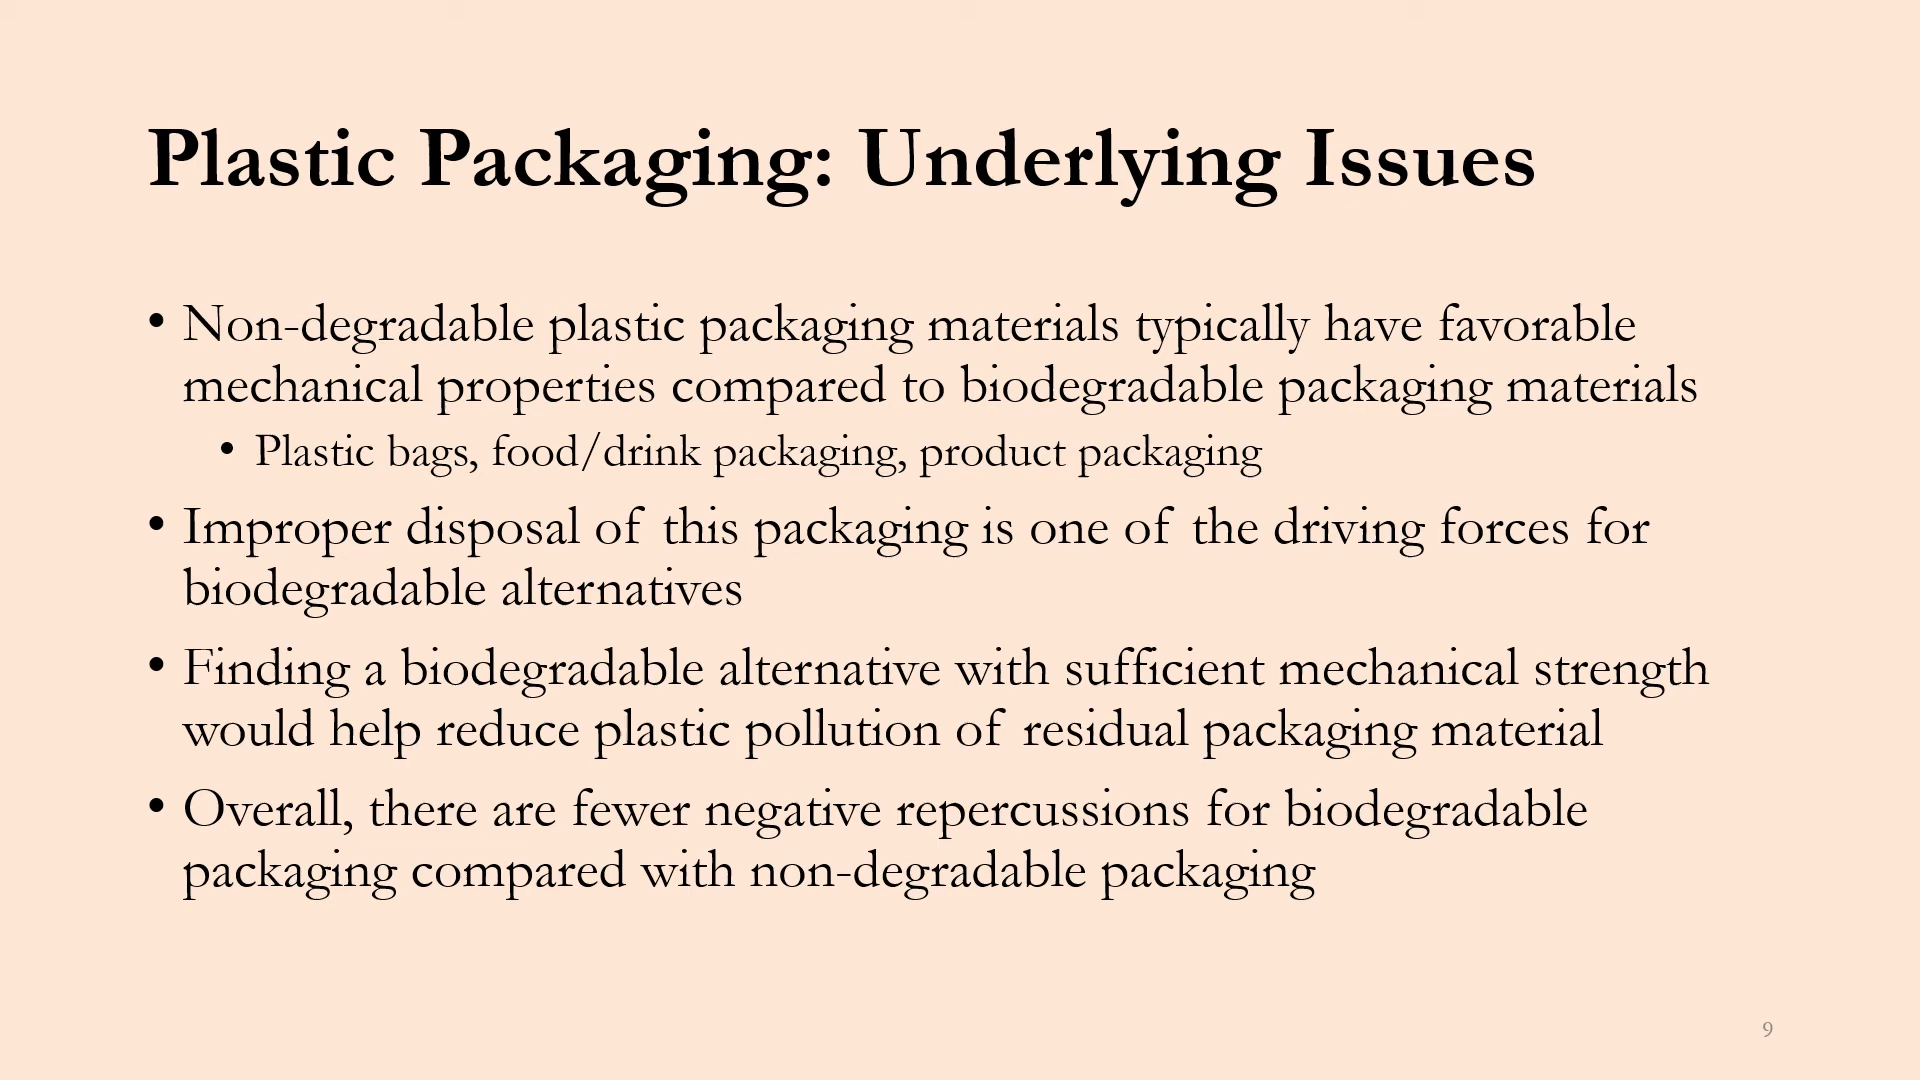 Plastic Packaging: Underlying Issues
• Non-degradable plastic packaging materials typically have favorable
mechanical properties compared to biodegradable packaging materials
• Plastic bags, food/drink packaging, product packaging
• Improper disposal of this packaging is one of the driving forces for
biodegradable alternatives
• Finding a biodegradable alternative with sufficient mechanical strength
would help reduce plastic pollution of residual packaging material
• Overall, there are fewer negative repercussions for biodegradable
packaging compared with non-degradable packaging
9